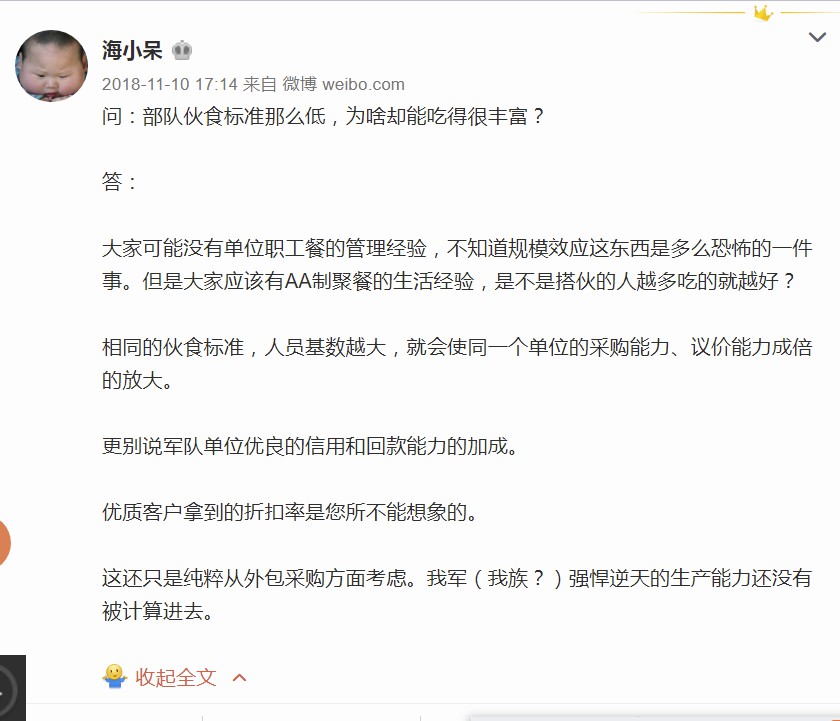 海小呆
2018-11-10 17:14 来自 微博 weibo.com
问：部队伙食标准那么低，为啥却能吃得很丰富？
答：
大家可能没有单位职工餐的管理经验，不知道规模效应这东西是多么恐怖的一件
事。但是大家应该有AA制聚餐的生活经验，是不是搭伙的人越多吃的就越好？
相同的伙食标准，人员基数越大，就会使同一个单位的采购能力、议价能力成倍
的放大。
更别说军队单位优良的信用和回款能力的加成。
优质客户拿到的折扣率是您所不能想象的。
这还只是纯粹从外包采购方面考虑。我军（我族？）强悍逆天的生产能力还没有
被计算进去。
收起全文